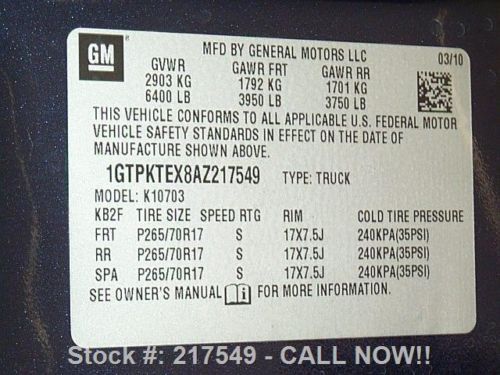 GM MFD BY GENERAL MOTORS LLC 03/10
GVWR GAWR FRT GAWR RR
2903 KG 1792 KG 1701 KG
6400 LB 3950 LB 3750 LB
THIS VEHICLE CONFORMS TO ALL APPLICABLE U.S. FEDERAL MOTOR
VEHICLE SAFETY STANDARDS IN EFFECT ON THE DATE OF
MANUFACTURE SHOWN ABOVE.
1GTPKTEX8AZ217549 TYPE: TRUCK
MODEL: K10703
KB2F TIRE SIZE SPEED RTG RIM COLD TIRE PRESSURE
FRT P265/70R17 S 17X7.5J 240KPA(35PSI)
RR P265/70R17 S 17X7.5J 240KPA(35PSI)
SPA P265/70R17 S 17X7.5J 240KPA(35PSI)
SEE OWNER'S MANUAL i FOR MORE INFORMATION.
Stock #: 217549 - CALL NOW!!